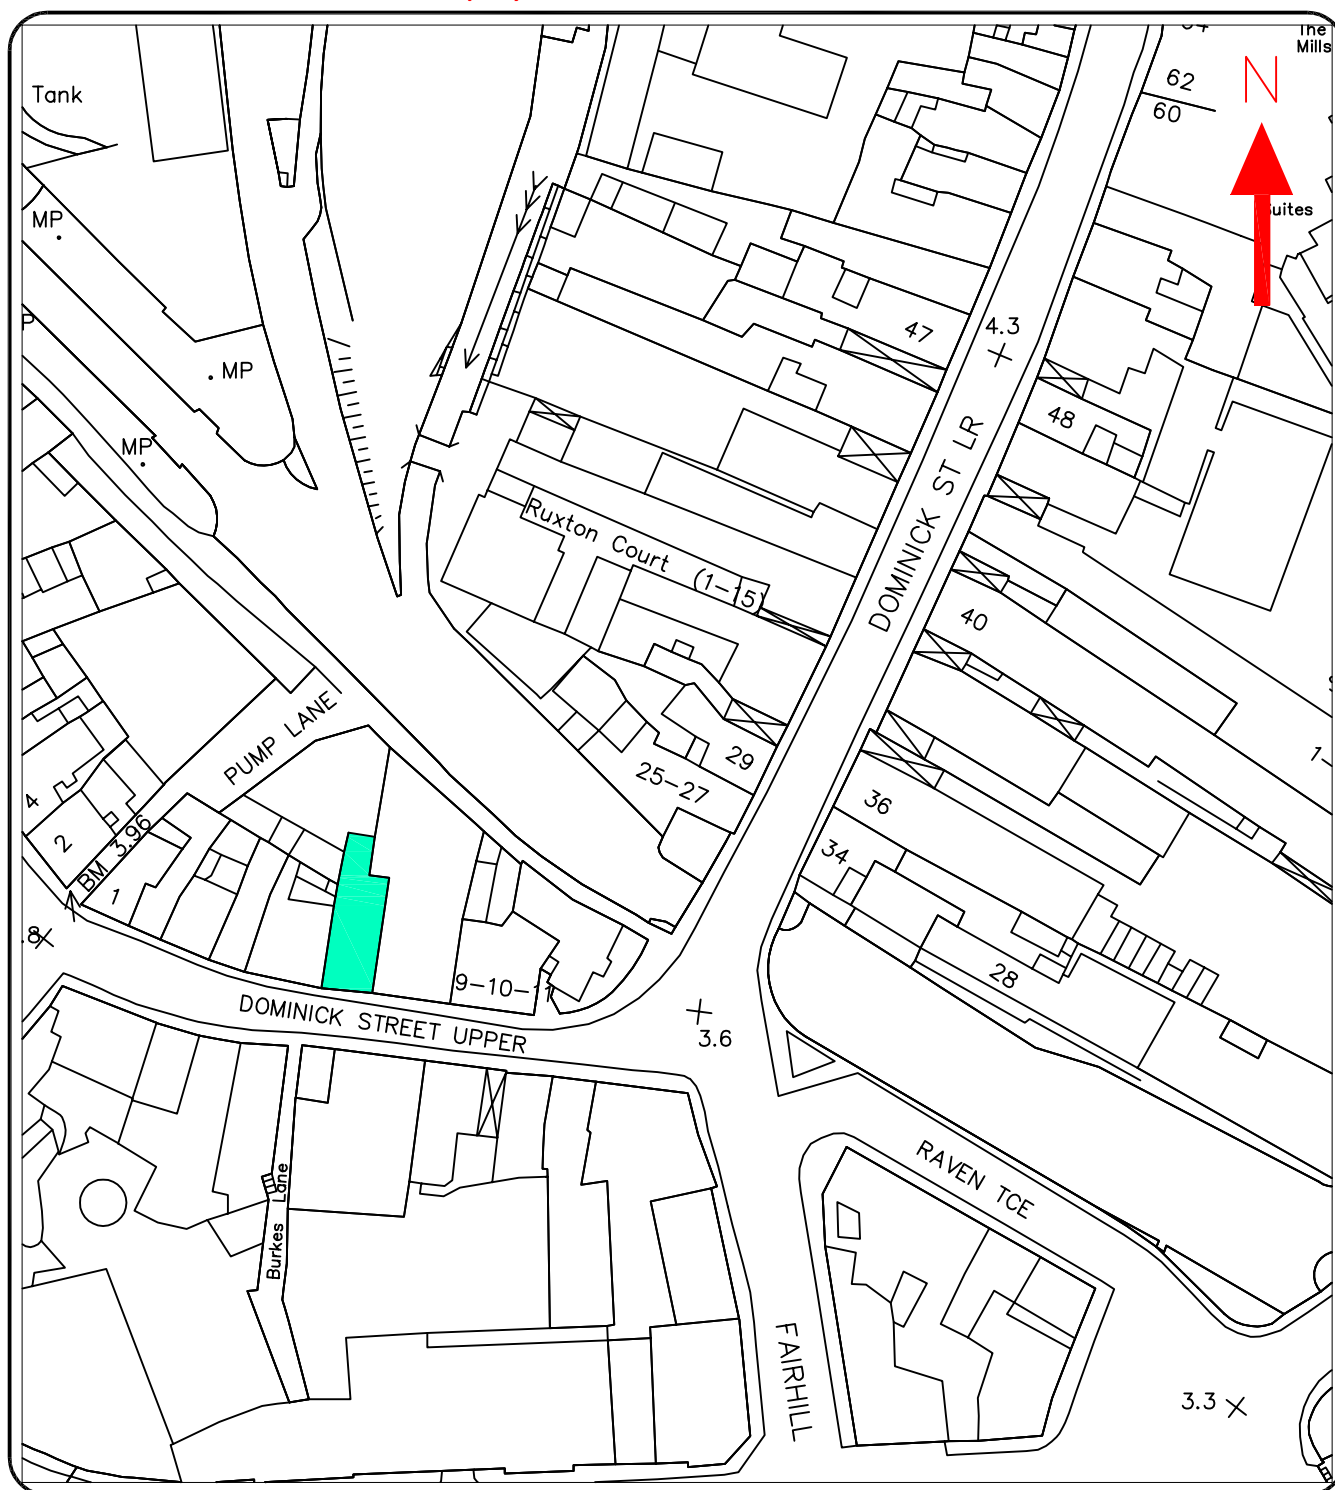 The
Mills
62
60
N
Tank
MP
Suites
4.3
47
MP
48
MP
DOMINICK ST LR
Ruxton Court (1-15)
40
PUMP LANE
29
25-27
36
34
4
2
BM 3.96
1
.8
9-10-11
28
DOMINICK STREET UPPER
3.6
RAVEN TCE
Burkes Lane
FAIRHILL
3.3